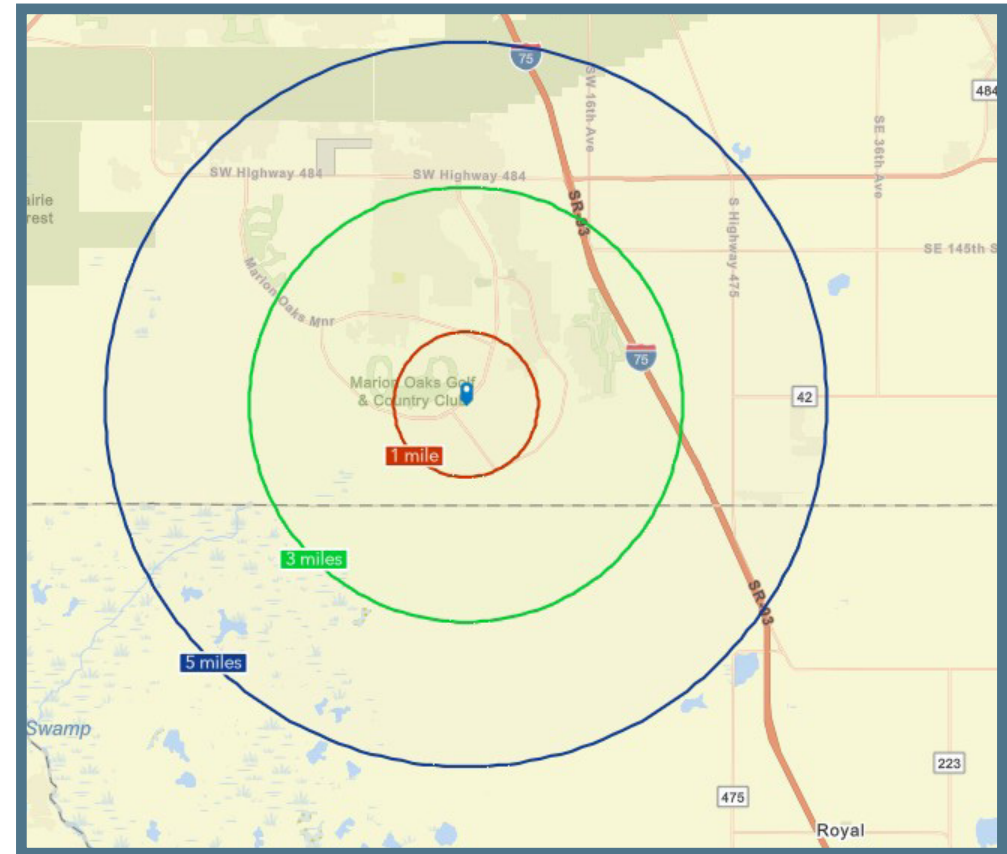 75
SW 16th Ave
484
SE 36th Ave
SW Highway 484
SW Highway 484
airie
rest
SR-93
S Highway 475
SE 145th S
Marion Oaks Mnr
75
Marion Oaks Golf
& Country Club
42
1 mile
3 miles
SR-93
5 miles
Swamp
223
475
Royal